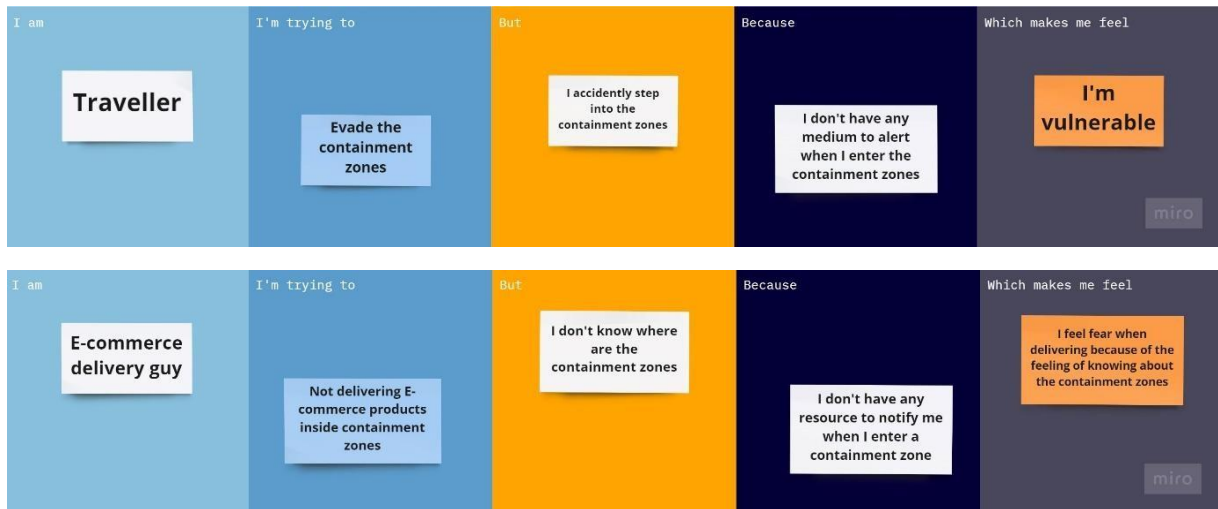 I am
I'm trying to
But
Because
Which makes me feel
Traveller
Evade the
containment
zones
I accidently step
into the
containment zones
I don't have any
medium to alert
when I enter the
containment zones
I'm
vulnerable
miro
I am
I'm trying to
But
Because
Which makes me feel
E-commerce
delivery guy
Not delivering E-
commerce products
inside containment
zones
I don't know where
are the
containment zones
I don't have any
resource to notify me
when I enter a
containment zone
I feel fear when
delivering because of the
feeling of knowing about
the containment zones
miro